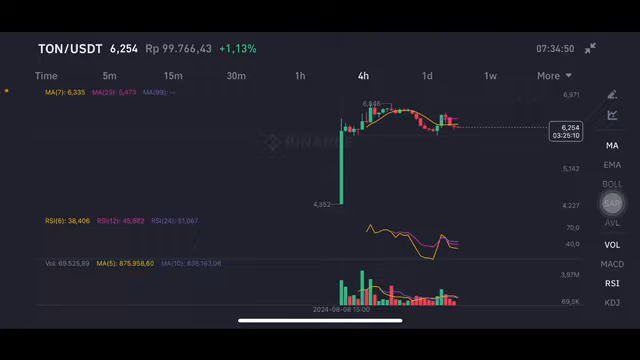 TON/USDT 6,254 Rp 99.766,43 +1,13% 07:34:50
Time 5m 15m 30m 1h 4h 1d 1w More
MA(7): 6,335 MA(25): 6,473 MA(99): --
6,971
6,846
MA
6,254
03:25:10
BINANCE
EMA
5,142
BOLL
4,352
4,227
SAR
RSI(6): 38,406 RSI(12): 45,882 RSI(24): 51,067
AVL
70,0
40,0
VOL
Vol: 69.525,89 MA(5): 875.958,60 MA(10): 636.163,06
MACD
3,97M
RSI
69,5K
KDJ
2024-08-08 15:00